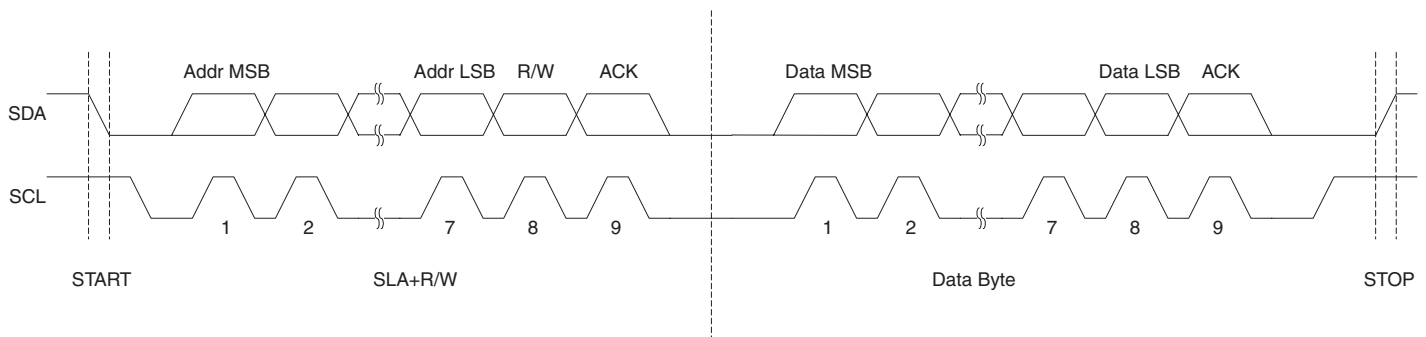 Addr MSB Addr LSB R/W ACK Data MSB Data LSB ACK
SDA
SCL
1 2 7 8 9 1 2 7 8 9
START SLA+R/W Data Byte STOP